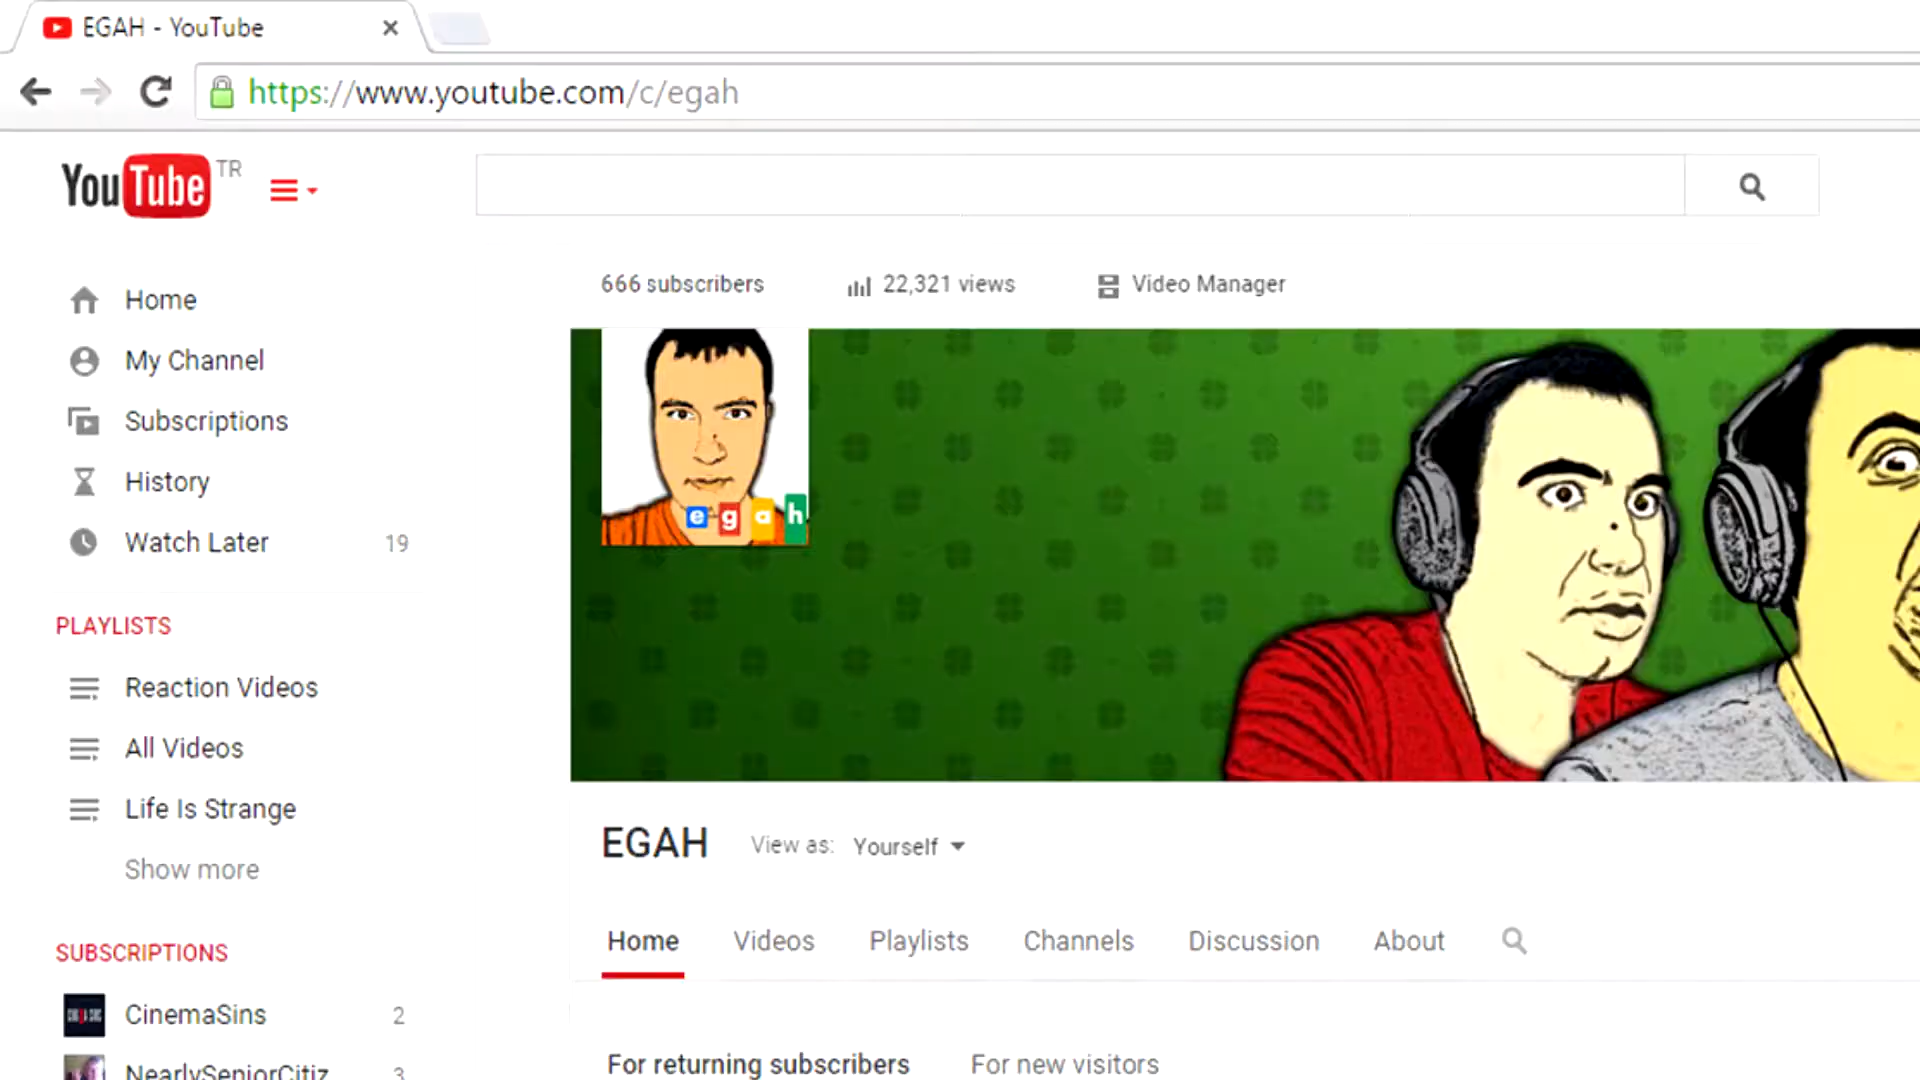 EGAH - YouTube
https://www.youtube.com/c/egah
YouTube TR
666 subscribers 22,321 views Video Manager
Home
My Channel
Subscriptions
History
Watch Later 19
egah
PLAYLISTS
Reaction Videos
All Videos
Life Is Strange
Show more
EGAH View as: Yourself
Home Videos Playlists Channels Discussion About
SUBSCRIPTIONS
CinemaSins 2
NearlySeniorCitiz 3
For returning subscribers For new visitors